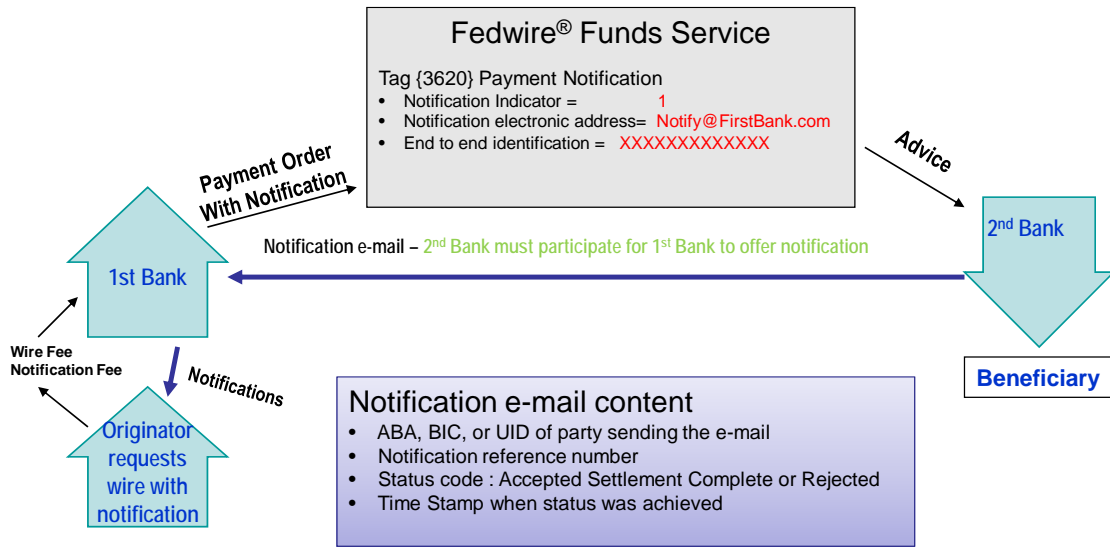 Fedwire® Funds Service
Tag {3620} Payment Notification
• Notification Indicator = 1
• Notification electronic address= Notify@FirstBank.com
• End to end identification = XXXXXXXXXXXXX
Payment Order
With Notification
Advice
2nd Bank
Notification e-mail – 2nd Bank must participate for 1st Bank to offer notification
1st Bank
Wire Fee
Notification Fee
Notifications
Beneficiary
Originator
requests
wire with
notification
Notification e-mail content
• ABA, BIC, or UID of party sending the e-mail
• Notification reference number
• Status code : Accepted Settlement Complete or Rejected
• Time Stamp when status was achieved